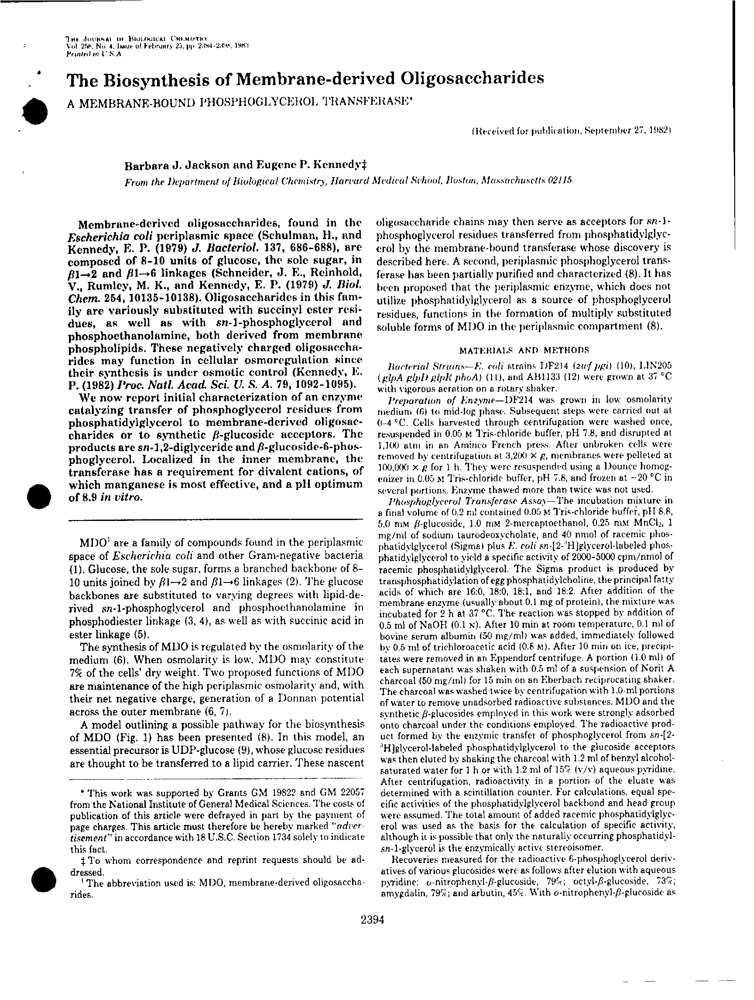 THE JOURNAL OF BIOLOGICAL CHEMISTRY
Vol. 258, No. 4, Issue of February 25, pp. 2394-2398, 1983
Printed in U.S.A.
The Biosynthesis of Membrane-derived Oligosaccharides
A MEMBRANE-BOUND PHOSPHOGLYCEROL TRANSFERASE*
(Received for publication, September 27, 1982)
Barbara J. Jackson and Eugene P. Kennedy‡
From the Department of Biological Chemistry, Harvard Medical School, Boston, Massachusetts 02115
Membrane-derived oligosaccharides, found in the
Escherichia coli periplasmic space (Schulman, H., and
Kennedy, E. P. (1979) J. Bacteriol. 137, 686-688), are
composed of 8-10 units of glucose, the sole sugar, in
β1→2 and β1→6 linkages (Schneider, J. E., Reinhold,
V., Rumley, M. K., and Kennedy, E. P. (1979) J. Biol.
Chem. 254, 10135-10138). Oligosaccharides in this fam-
ily are variously substituted with succinyl ester resi-
dues, as well as with sn-1-phosphoglycerol and
phosphoethanolamine, both derived from membrane
phospholipids. These negatively charged oligosaccha-
rides may function in cellular osmoregulation since
their synthesis is under osmotic control (Kennedy, E.
P. (1982) Proc. Natl. Acad. Sci. U. S. A. 79, 1092-1095).
We now report initial characterization of an enzyme
catalyzing transfer of phosphoglycerol residues from
phosphatidylglycerol to membrane-derived oligosac-
charides or to synthetic β-glucoside acceptors. The
products are sn-1,2-diglyceride and β-glucoside-6-phos-
phoglycerol. Localized in the inner membrane, the
transferase has a requirement for divalent cations, of
which manganese is most effective, and a pH optimum
of 8.9 in vitro.
MDO¹ are a family of compounds found in the periplasmic
space of Escherichia coli and other Gram-negative bacteria
(1). Glucose, the sole sugar, forms a branched backbone of 8-
10 units joined by β1→2 and β1→6 linkages (2). The glucose
backbones are substituted to varying degrees with lipid-de-
rived sn-1-phosphoglycerol and phosphoethanolamine in
phosphodiester linkage (3, 4), as well as with succinic acid in
ester linkage (5).
The synthesis of MDO is regulated by the osmolarity of the
medium (6). When osmolarity is low, MDO may constitute
7% of the cells' dry weight. Two proposed functions of MDO
are maintenance of the high periplasmic osmolarity and, with
their net negative charge, generation of a Donnan potential
across the outer membrane (6, 7).
A model outlining a possible pathway for the biosynthesis
of MDO (Fig. 1) has been presented (8). In this model, an
essential precursor is UDP-glucose (9), whose glucose residues
are thought to be transferred to a lipid carrier. These nascent
* This work was supported by Grants GM 19822 and GM 22057
from the National Institute of General Medical Sciences. The costs of
publication of this article were defrayed in part by the payment of
page charges. This article must therefore be hereby marked "adver-
tisement" in accordance with 18 U.S.C. Section 1734 solely to indicate
this fact.
‡ To whom correspondence and reprint requests should be ad-
dressed.
¹ The abbreviation used is: MDO, membrane-derived oligosaccha-
rides.
oligosaccharide chains may then serve as acceptors for sn-1-
phosphoglycerol residues transferred from phosphatidylglyc-
erol by the membrane-bound transferase whose discovery is
described here. A second, periplasmic phosphoglycerol trans-
ferase has been partially purified and characterized (8). It has
been proposed that the periplasmic enzyme, which does not
utilize phosphatidylglycerol as a source of phosphoglycerol
residues, functions in the formation of multiply substituted
soluble forms of MDO in the periplasmic compartment (8).
MATERIALS AND METHODS
Bacterial Strains—E. coli strains DF214 (zwf pgi) (10), LIN205
(glpA glpD glpR phoA) (11), and AH1133 (12) were grown at 37 °C
with vigorous aeration on a rotary shaker.
Preparation of Enzyme—DF214 was grown in low osmolarity
medium (6) to mid-log phase. Subsequent steps were carried out at
0-4 °C. Cells harvested through centrifugation were washed once,
resuspended in 0.05 M Tris-chloride buffer, pH 7.8, and disrupted at
1,100 atm in an Aminco French press. After unbroken cells were
removed by centrifugation at 3,200 × g, membranes were pelleted at
100,000 × g for 1 h. They were resuspended using a Dounce homog-
enizer in 0.05 M Tris-chloride buffer, pH 7.8, and frozen at −20 °C in
several portions. Enzyme thawed more than twice was not used.
Phosphoglycerol Transferase Assay—The incubation mixture in
a final volume of 0.2 ml contained 0.05 M Tris-chloride buffer, pH 8.8,
5.0 mM β-glucoside, 1.0 mM 2-mercaptoethanol, 0.25 mM MnCl₂, 1
mg/ml of sodium taurodeoxycholate, and 40 nmol of racemic phos-
phatidylglycerol (Sigma) plus E. coli sn-[2-³H]glycerol-labeled phos-
phatidylglycerol to yield a specific activity of 2000-5000 cpm/nmol of
racemic phosphatidylglycerol. The Sigma product is produced by
transphosphatidylation of egg phosphatidylcholine, the principal fatty
acids of which are 16:0, 18:0, 18:1, and 18:2. After addition of the
membrane enzyme (usually about 0.1 mg of protein), the mixture was
incubated for 2 h at 37 °C. The reaction was stopped by addition of
0.5 ml of NaOH (0.1 N). After 10 min at room temperature, 0.1 ml of
bovine serum albumin (50 mg/ml) was added, immediately followed
by 0.5 ml of trichloroacetic acid (0.6 M). After 10 min on ice, precipi-
tates were removed in an Eppendorf centrifuge. A portion (1.0 ml) of
each supernatant was shaken with 0.5 ml of a suspension of Norit A
charcoal (50 mg/ml) for 15 min on an Eberbach reciprocating shaker.
The charcoal was washed twice by centrifugation with 1.0-ml portions
of water to remove unadsorbed radioactive substances. MDO and the
synthetic β-glucosides employed in this work were strongly adsorbed
onto charcoal under the conditions employed. The radioactive prod-
uct formed by the enzymic transfer of phosphoglycerol from sn-[2-
³H]glycerol-labeled phosphatidylglycerol to the glucoside acceptors
was then eluted by shaking the charcoal with 1.2 ml of benzyl alcohol-
saturated water for 1 h or with 1.2 ml of 15% (v/v) aqueous pyridine.
After centrifugation, radioactivity in a portion of the eluate was
determined with a scintillation counter. For calculations, equal spe-
cific activities of the phosphatidylglycerol backbond and head group
were assumed. The total amount of added racemic phosphatidylglyc-
erol was used as the basis for the calculation of specific activity,
although it is possible that only the naturally occurring phosphatidyl-
sn-1-glycerol is the enzymically active stereoisomer.
Recoveries measured for the radioactive 6-phosphoglycerol deriv-
atives of various glucosides were as follows after elution with aqueous
pyridine: o-nitrophenyl-β-glucoside, 79%; octyl-β-glucoside, 73%;
amygdalin, 79%; and arbutin, 45%. With o-nitrophenyl-β-glucoside as
2394